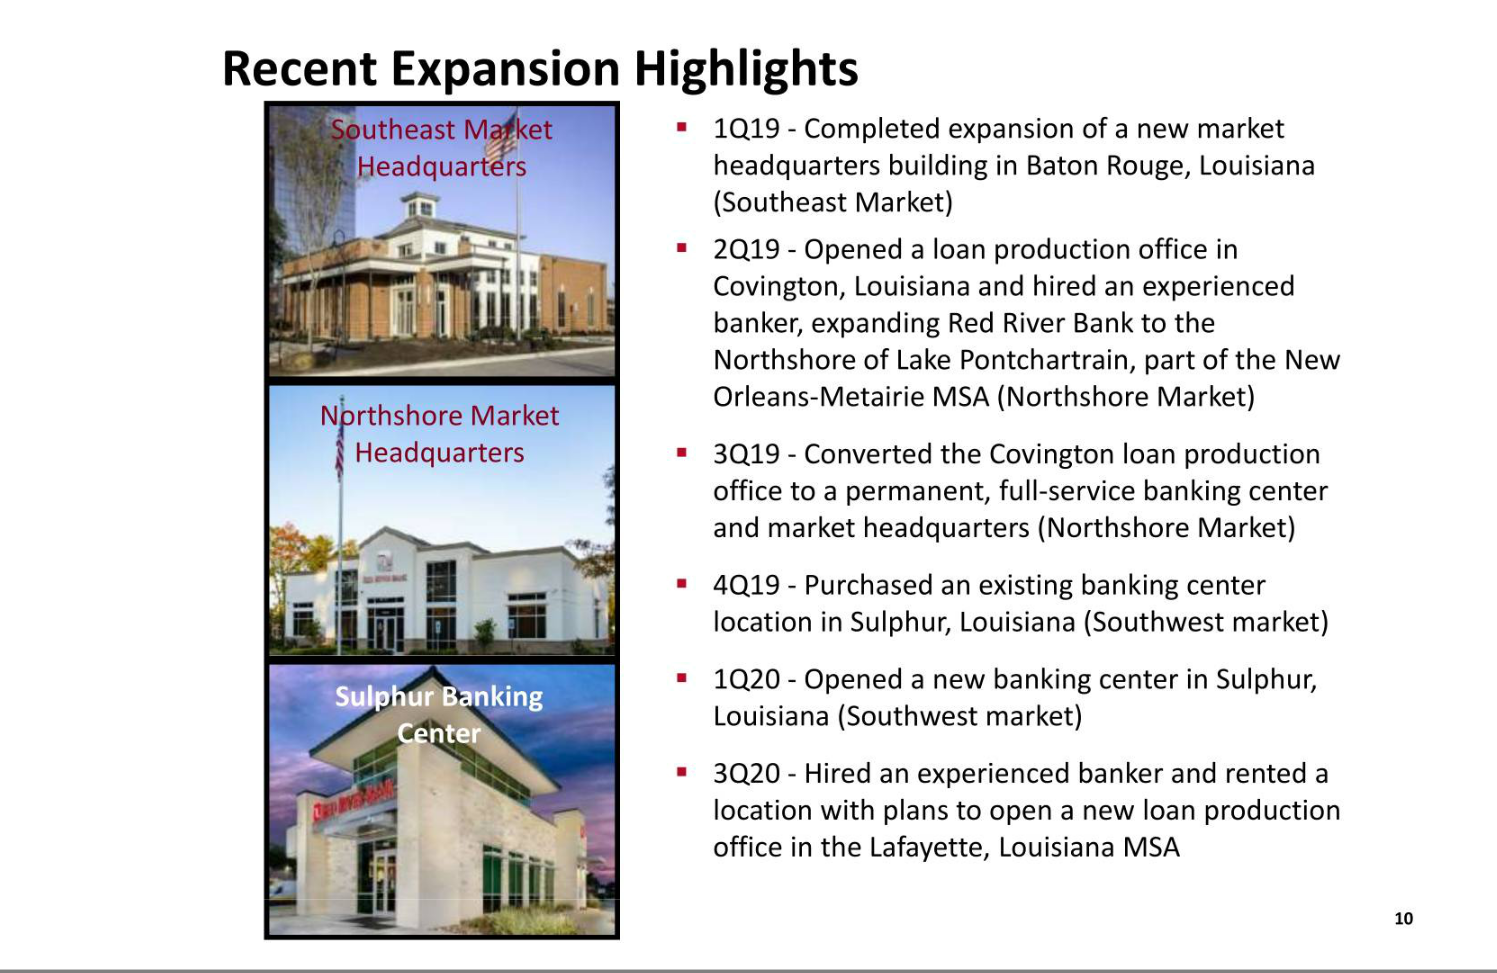 Recent Expansion Highlights
Southeast Market
Headquarters
Northshore Market
Headquarters
RED RIVER BANK
Sulphur Banking
Center
RED RIVER BANK
▪ 1Q19 - Completed expansion of a new market
headquarters building in Baton Rouge, Louisiana
(Southeast Market)
▪ 2Q19 - Opened a loan production office in
Covington, Louisiana and hired an experienced
banker, expanding Red River Bank to the
Northshore of Lake Pontchartrain, part of the New
Orleans-Metairie MSA (Northshore Market)
▪ 3Q19 - Converted the Covington loan production
office to a permanent, full-service banking center
and market headquarters (Northshore Market)
▪ 4Q19 - Purchased an existing banking center
location in Sulphur, Louisiana (Southwest market)
▪ 1Q20 - Opened a new banking center in Sulphur,
Louisiana (Southwest market)
▪ 3Q20 - Hired an experienced banker and rented a
location with plans to open a new loan production
office in the Lafayette, Louisiana MSA
10